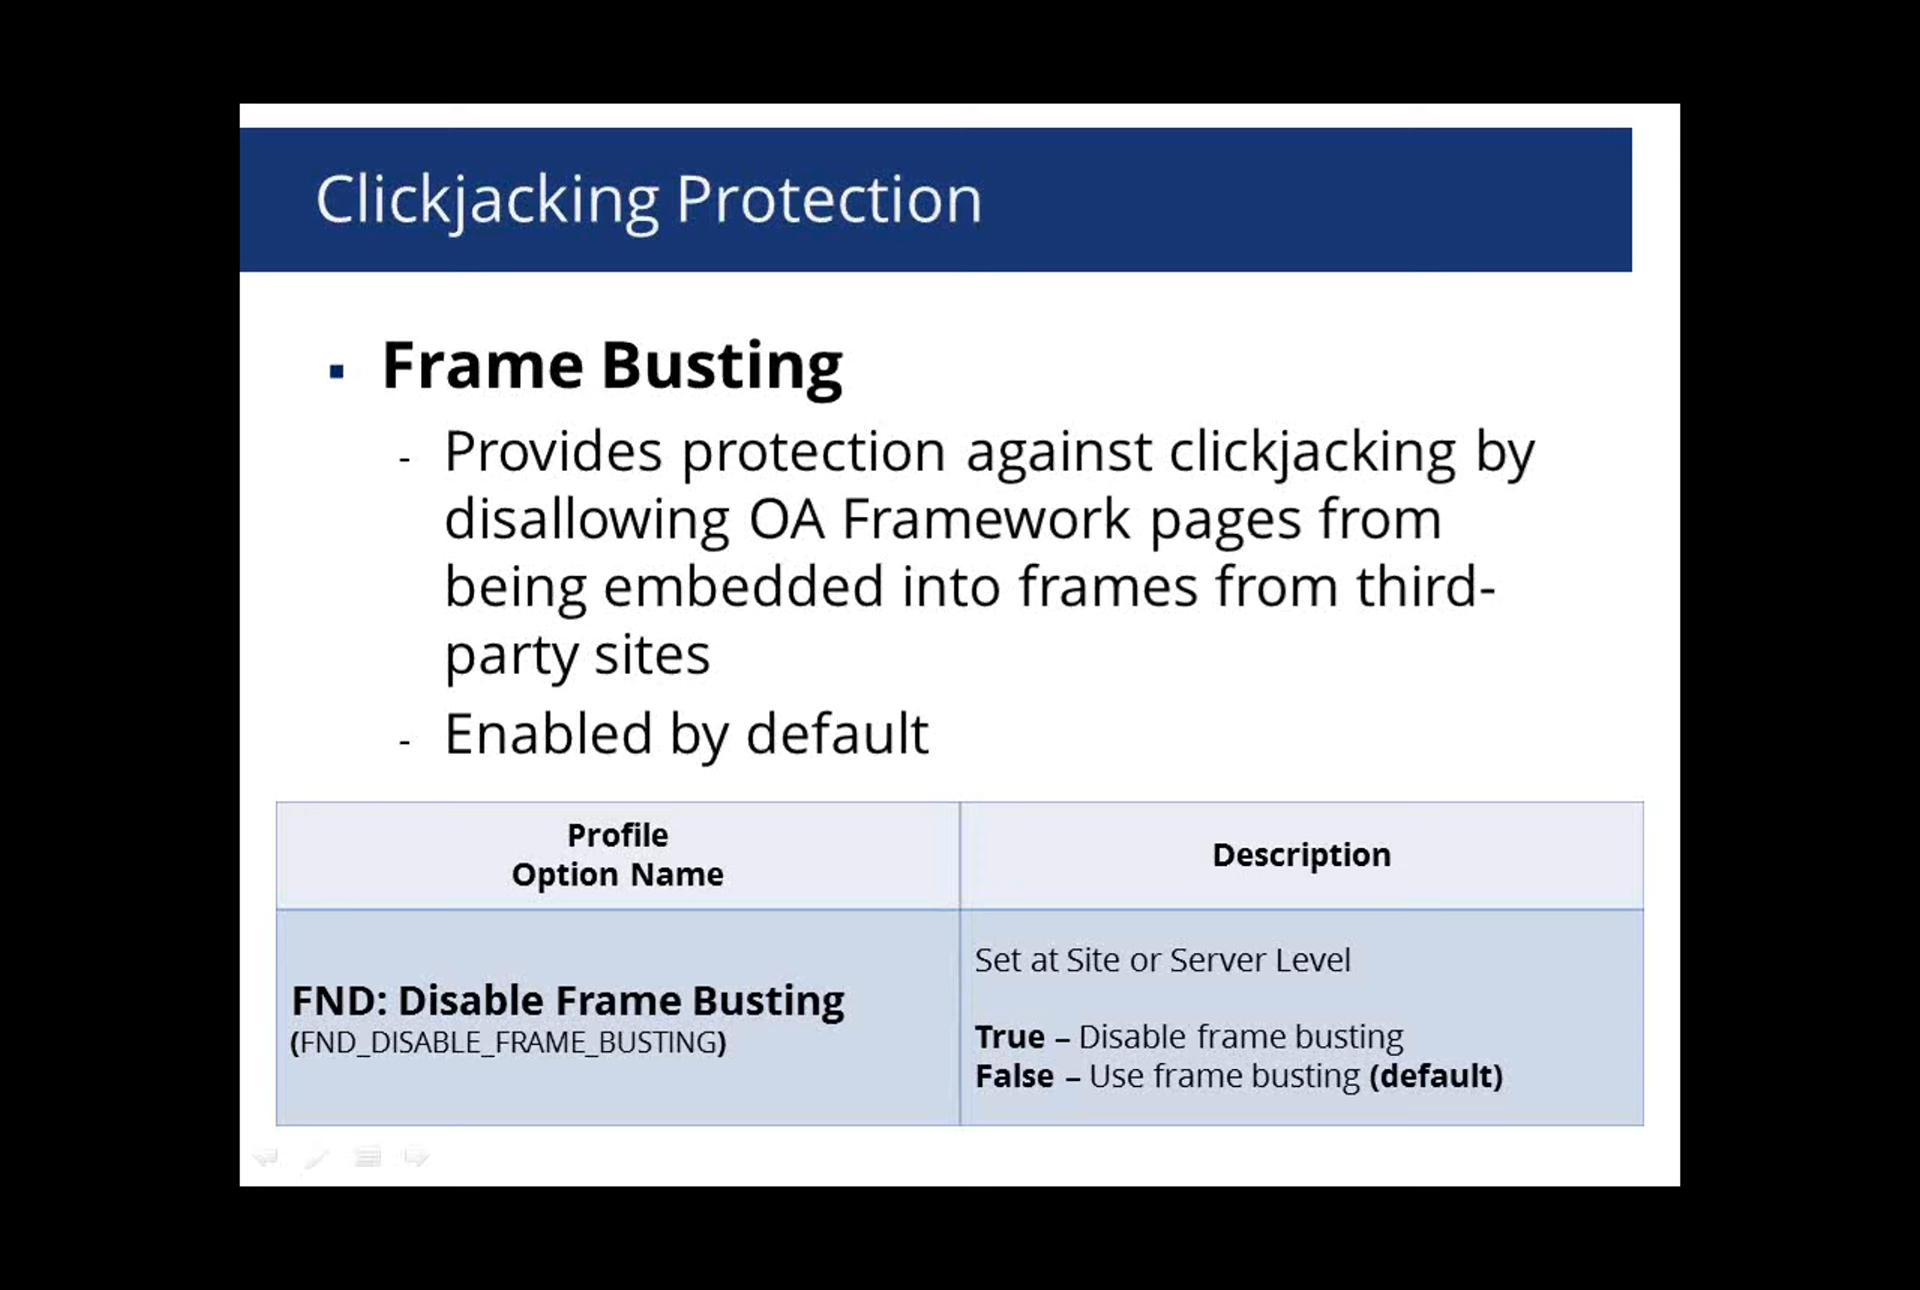 Clickjacking Protection
▪ Frame Busting
- Provides protection against clickjacking by
disallowing OA Framework pages from
being embedded into frames from third-
party sites
- Enabled by default
Profile
Option Name
Description
FND: Disable Frame Busting
(FND_DISABLE_FRAME_BUSTING)
Set at Site or Server Level
True – Disable frame busting
False – Use frame busting (default)